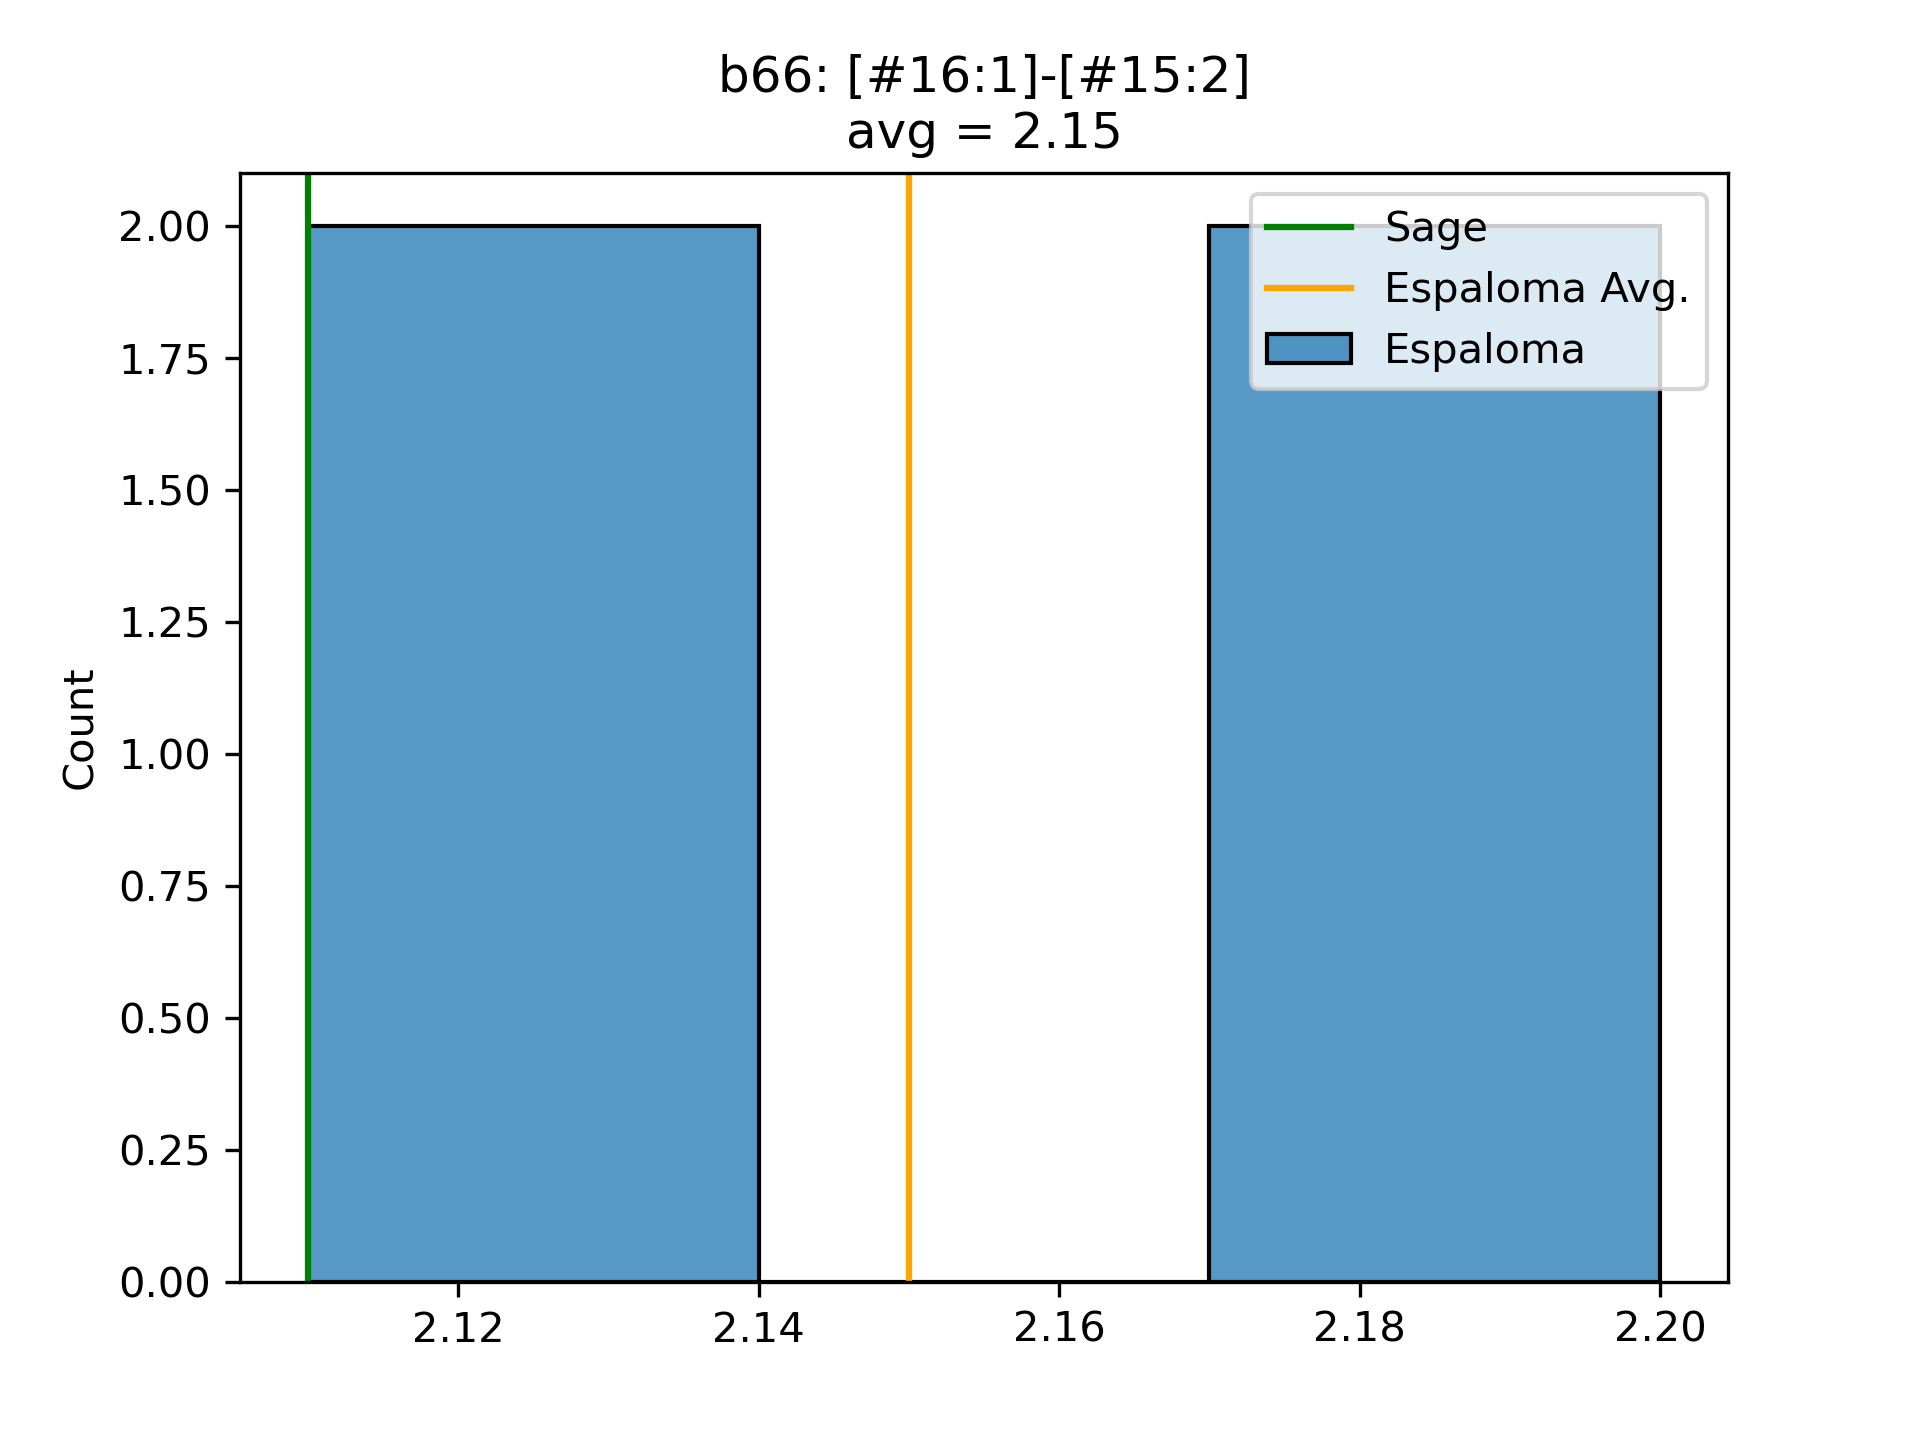 b66: [#16:1]-[#15:2]
avg = 2.15
Sage
Espaloma Avg.
Espaloma
Count
2.00
1.75
1.50
1.25
1.00
0.75
0.50
0.25
0.00
2.12 2.14 2.16 2.18 2.20